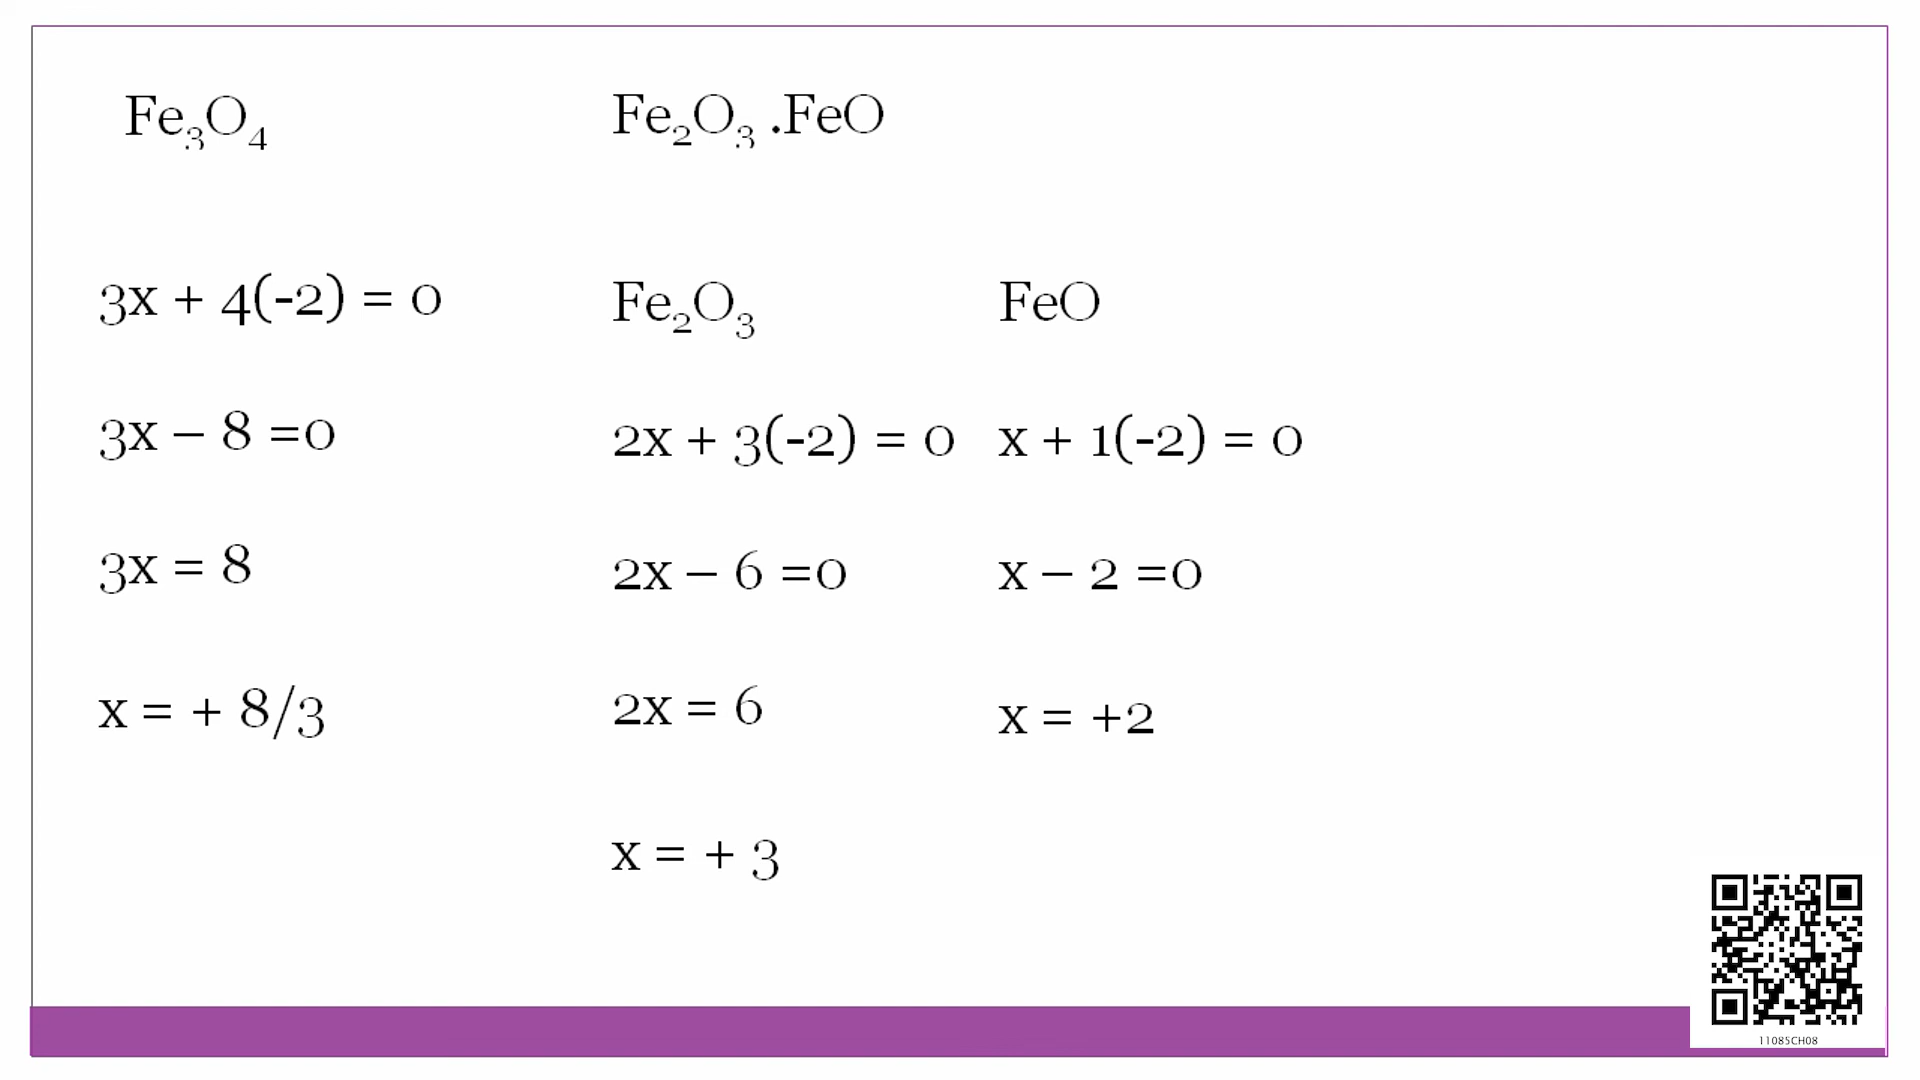 Fe₃O₄
Fe₂O₃ .FeO
3x + 4(-2) = 0
Fe₂O₃
FeO
3x – 8 =0
2x + 3(-2) = 0
x + 1(-2) = 0
3x = 8
2x – 6 =0
x – 2 =0
x = + 8/3
2x = 6
x = +2
x = + 3
11085CH08